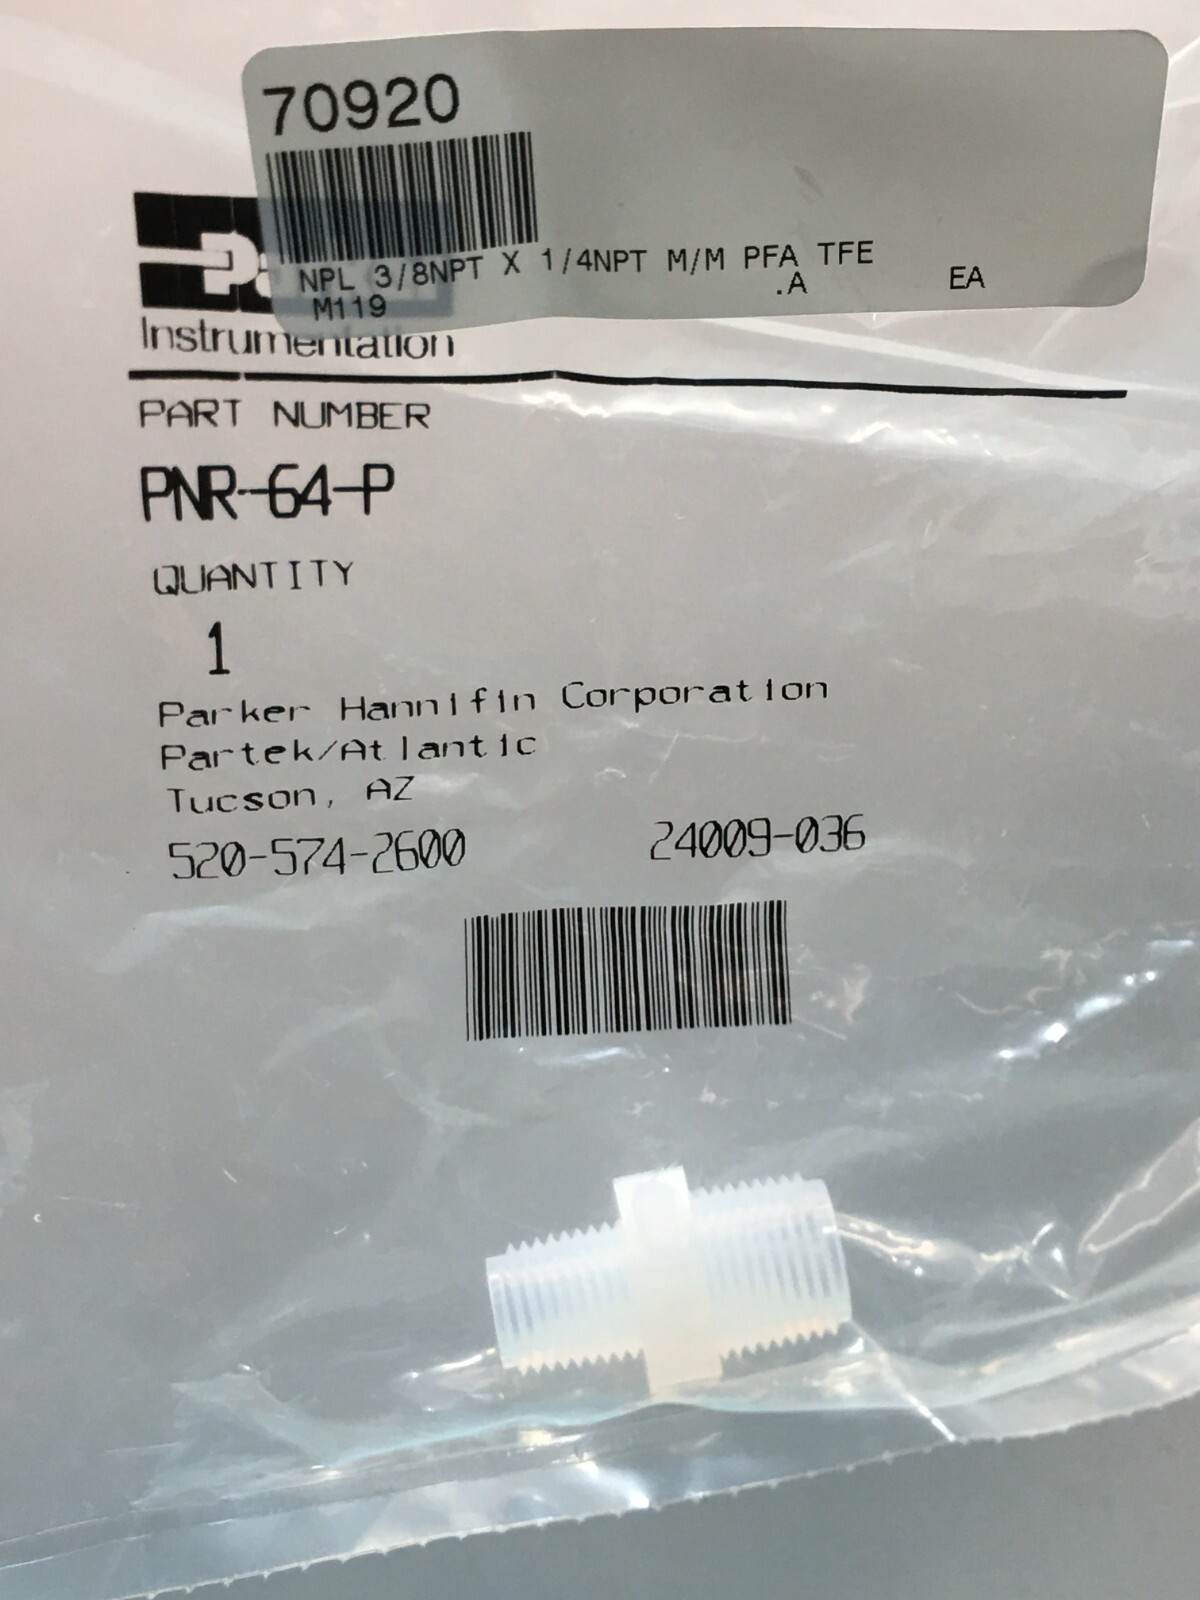 70920
NPL 3/8NPT X 1/4NPT M/M PFA TFE
.A EA
M119
Instrumentation
PART NUMBER
PNR-64-P
QUANTITY
1
Parker Hannifin Corporation
Partek/Atlantic
Tucson, AZ
520-574-2600 24009-036